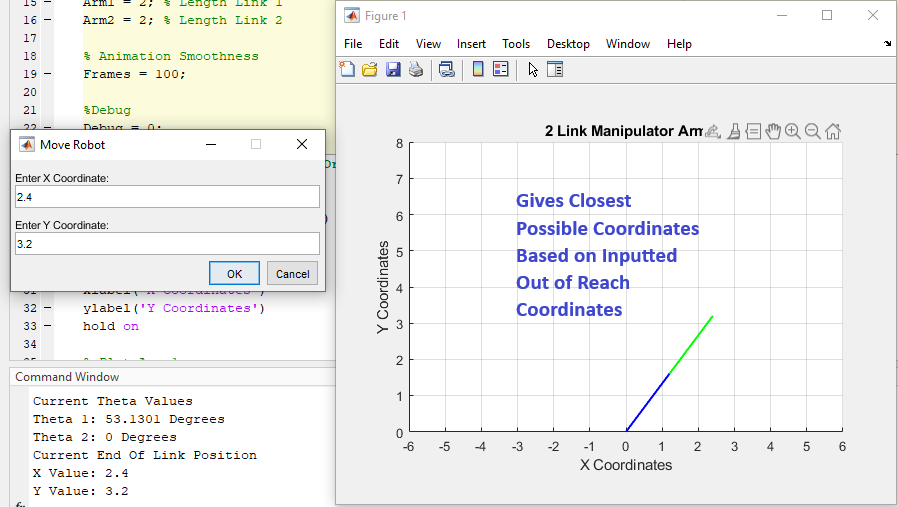 15 - Arm1 = 2; % Length Link 1
16 - Arm2 = 2; % Length Link 2
17
18 % Animation Smoothness
19 - Frames = 100;
20
21 %Debug
22 - Debug = 0;
Move Robot
Enter X Coordinate:
2.4
Enter Y Coordinate:
3.2
OK Cancel
31 - xlabel('X Coordinates')
32 - ylabel('Y Coordinates')
33 - hold on
34
Command Window
Current Theta Values
Theta 1: 53.1301 Degrees
Theta 2: 0 Degrees
Current End Of Link Position
X Value: 2.4
Y Value: 3.2
fx
Figure 1
File Edit View Insert Tools Desktop Window Help
2 Link Manipulator Arm
Gives Closest
Possible Coordinates
Based on Inputted
Out of Reach
Coordinates
Y Coordinates
8
7
6
5
4
3
2
1
0
-6 -5 -4 -3 -2 -1 0 1 2 3 4 5 6
X Coordinates